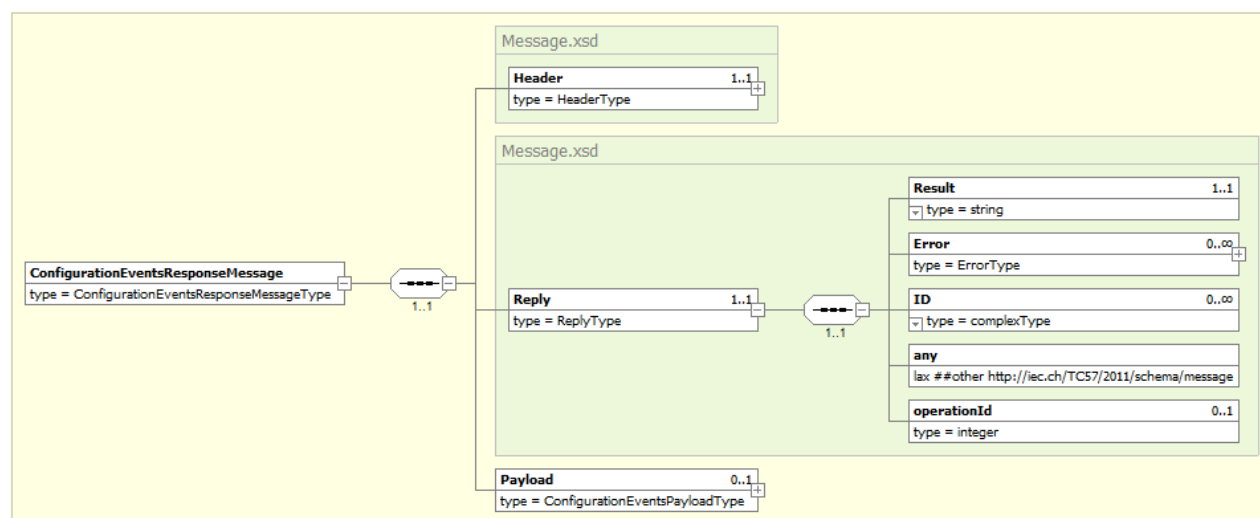 Message.xsd
Header 1..1
type = HeaderType
Message.xsd
Result 1..1
type = string
Error 0..∞
type = ErrorType
ConfigurationEventsResponseMessage
type = ConfigurationEventsResponseMessageType
1..1
Reply 1..1
type = ReplyType
1..1
ID 0..∞
type = complexType
any
lax ##other http://iec.ch/TC57/2011/schema/message
operationId 0..1
type = integer
Payload 0..1
type = ConfigurationEventsPayloadType